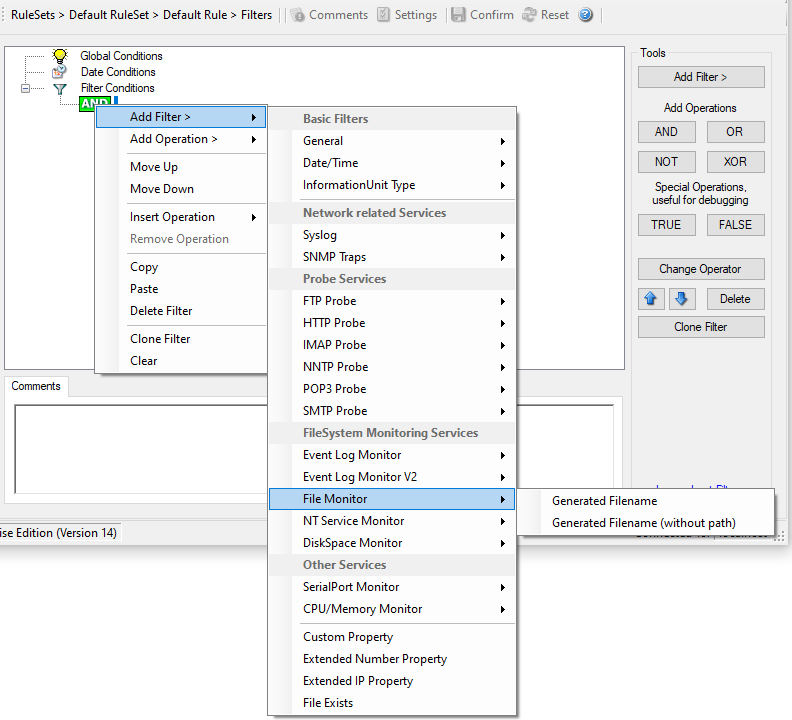 RuleSets > Default RuleSet > Default Rule > Filters
Comments
Settings
Confirm
Reset
Global Conditions
Date Conditions
Filter Conditions
AND
Add Filter >
Add Operation >
Move Up
Move Down
Insert Operation
Remove Operation
Copy
Paste
Delete Filter
Clone Filter
Clear
Basic Filters
General
Date/Time
InformationUnit Type
Network related Services
Syslog
SNMP Traps
Probe Services
FTP Probe
HTTP Probe
IMAP Probe
NNTP Probe
POP3 Probe
SMTP Probe
FileSystem Monitoring Services
Event Log Monitor
Event Log Monitor V2
File Monitor
NT Service Monitor
DiskSpace Monitor
Other Services
SerialPort Monitor
CPU/Memory Monitor
Custom Property
Extended Number Property
Extended IP Property
File Exists
Generated Filename
Generated Filename (without path)
Tools
Add Filter >
Add Operations
AND
OR
NOT
XOR
Special Operations,
useful for debugging
TRUE
FALSE
Change Operator
Delete
Clone Filter
Comments
ise Edition (Version 14)